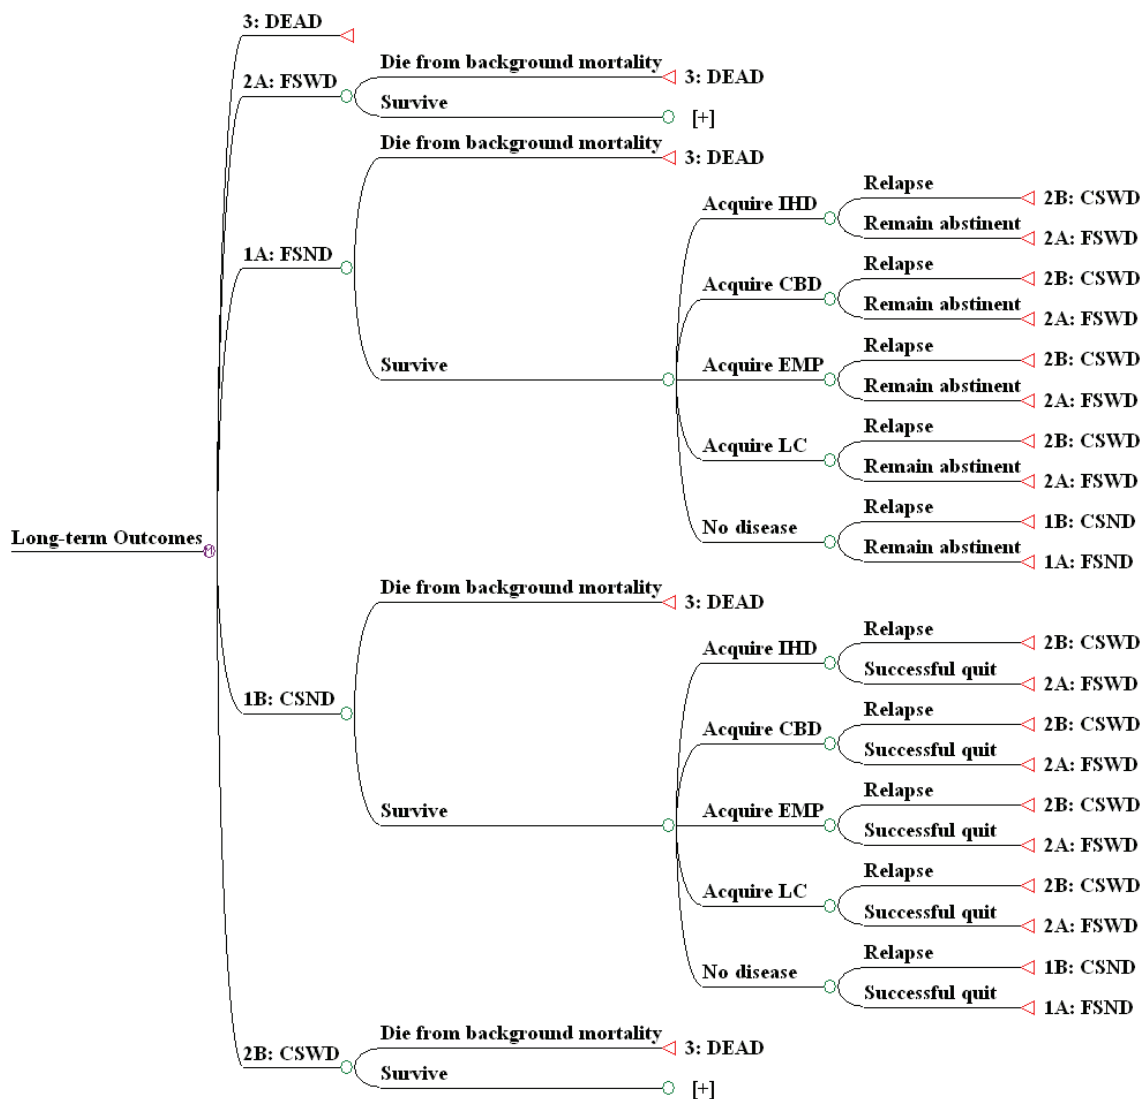 3: DEAD
Die from background mortality
3: DEAD
2A: FSWD
Survive
[+]
Die from background mortality
3: DEAD
Relapse
2B: CSWD
Acquire IHD
Remain abstinent
2A: FSWD
1A: FSND
Relapse
2B: CSWD
Acquire CBD
Remain abstinent
2A: FSWD
Relapse
2B: CSWD
Survive
Acquire EMP
Remain abstinent
2A: FSWD
Relapse
2B: CSWD
Acquire LC
Remain abstinent
2A: FSWD
Relapse
1B: CSND
No disease
Remain abstinent
1A: FSND
Long-term Outcomes
M
Die from background mortality
3: DEAD
Relapse
2B: CSWD
Acquire IHD
Successful quit
2A: FSWD
1B: CSND
Relapse
2B: CSWD
Acquire CBD
Successful quit
2A: FSWD
Relapse
2B: CSWD
Survive
Acquire EMP
Successful quit
2A: FSWD
Relapse
2B: CSWD
Acquire LC
Successful quit
2A: FSWD
Relapse
1B: CSND
No disease
Successful quit
1A: FSND
Die from background mortality
3: DEAD
2B: CSWD
Survive
[+]